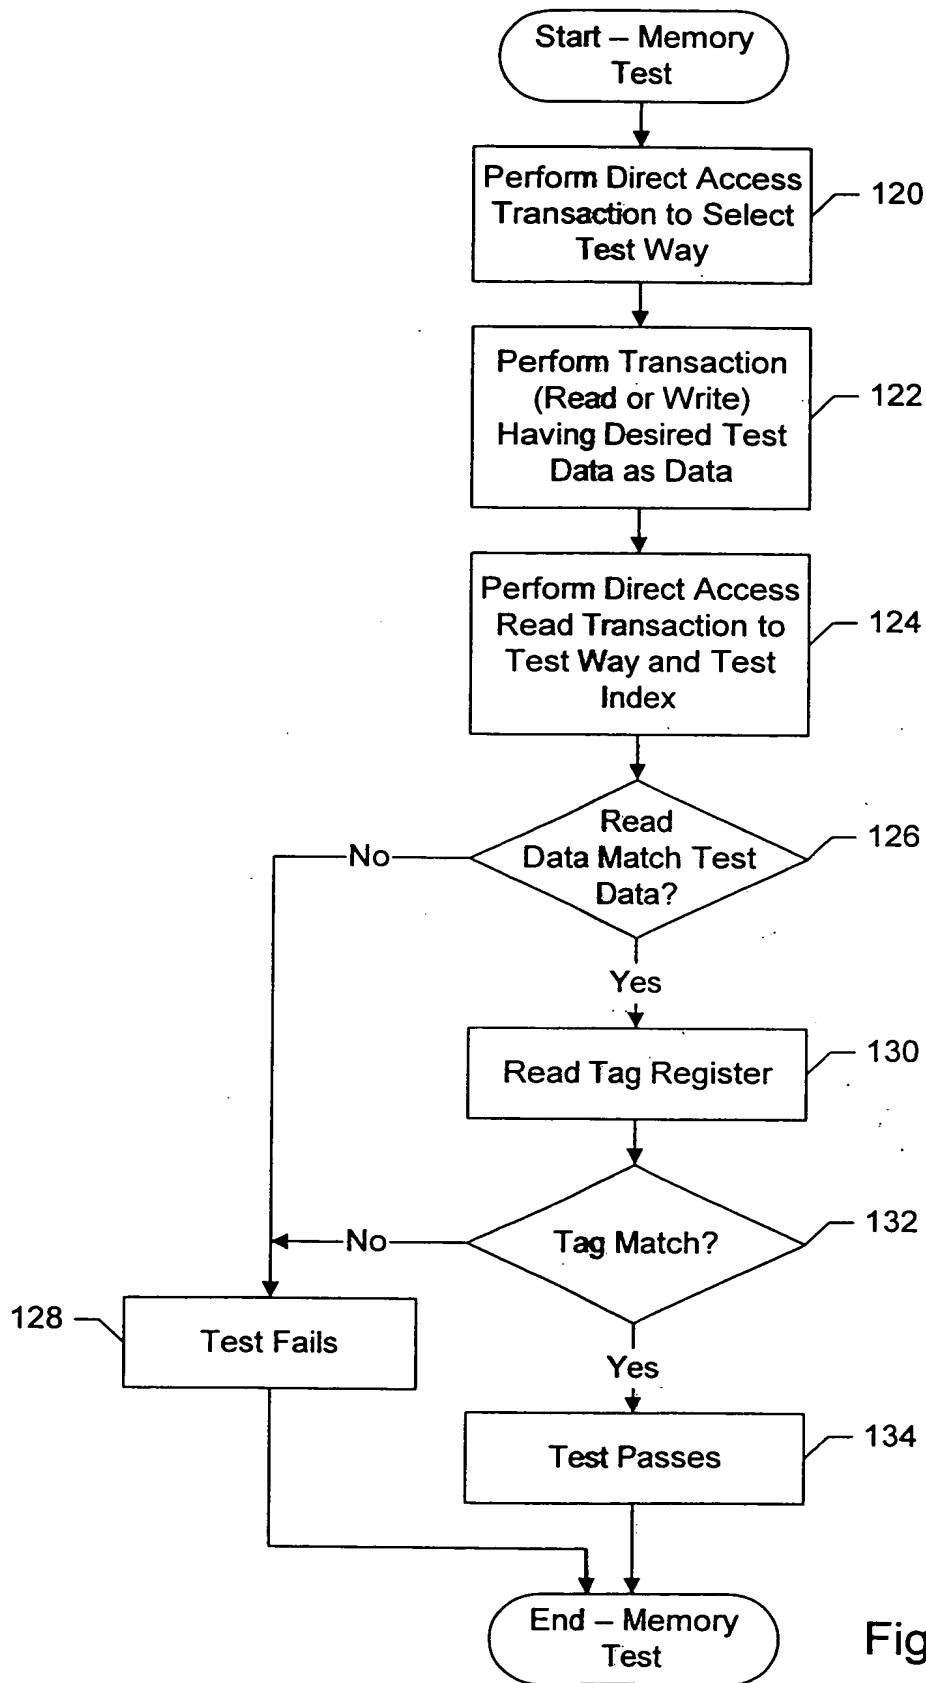 Start – Memory
Test
Perform Direct Access
Transaction to Select
Test Way
120
Perform Transaction
(Read or Write)
Having Desired Test
Data as Data
122
Perform Direct Access
Read Transaction to
Test Way and Test
Index
124
Read
Data Match Test
Data?
126
No
Yes
Read Tag Register
130
Tag Match?
132
No
128
Test Fails
Yes
Test Passes
134
End – Memory
Test
Fig